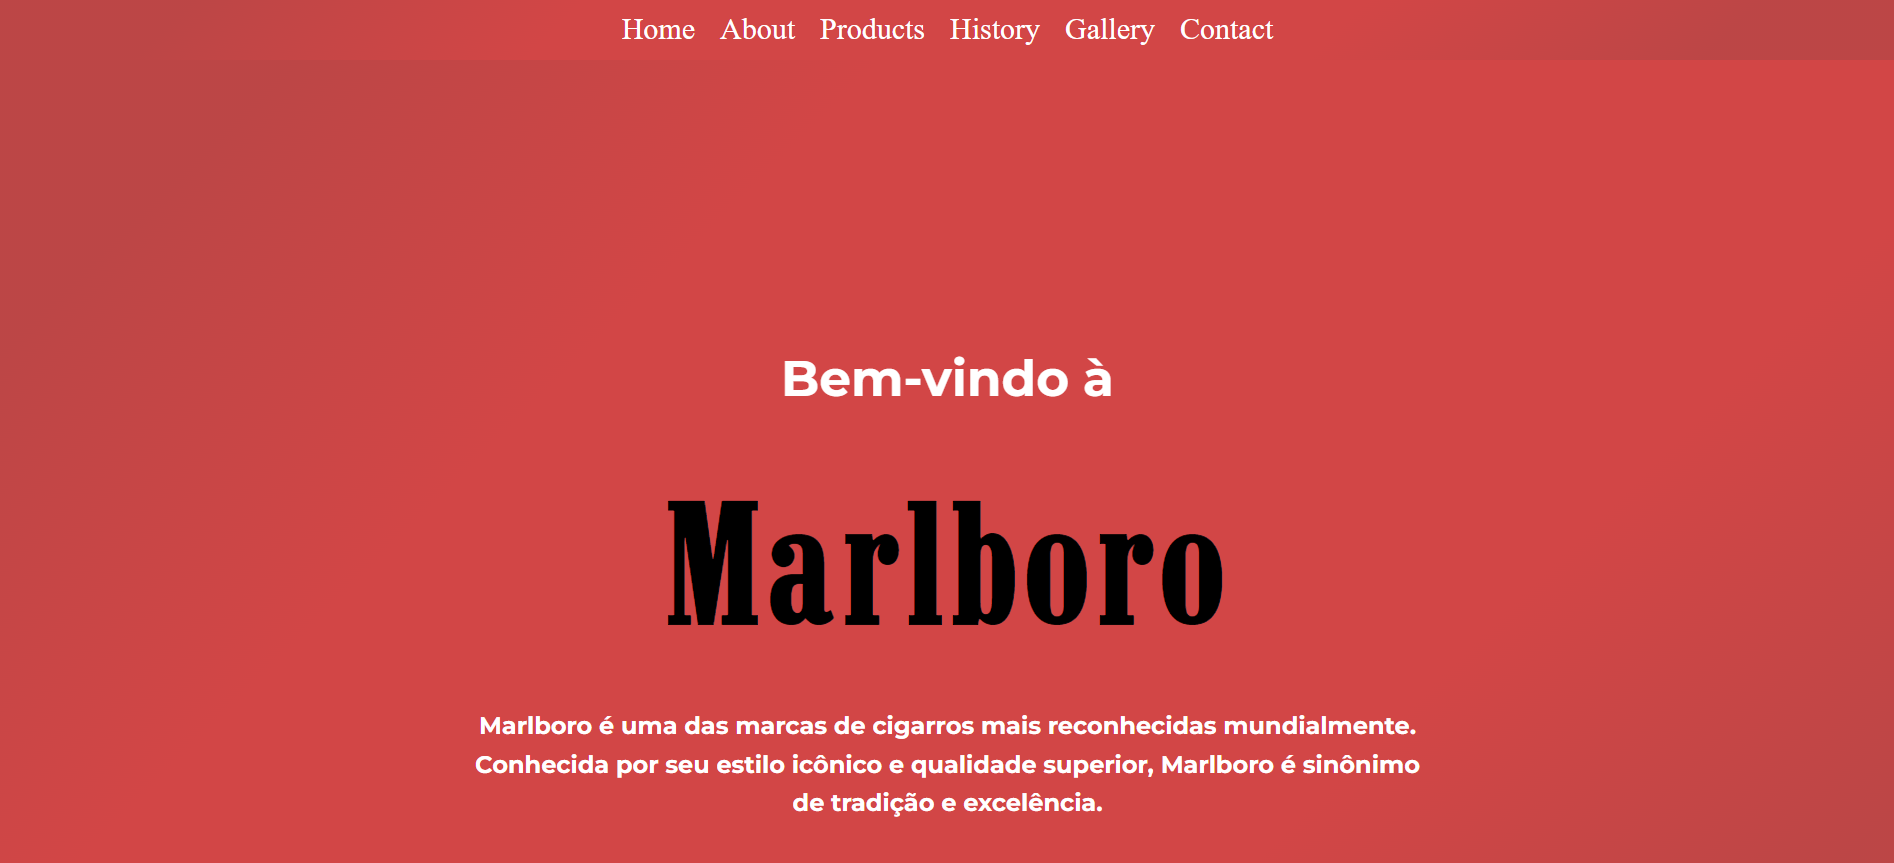 Home About Products History Gallery Contact
Bem-vindo à
Marlboro
Marlboro é uma das marcas de cigarros mais reconhecidas mundialmente.
Conhecida por seu estilo icônico e qualidade superior, Marlboro é sinônimo
de tradição e excelência.